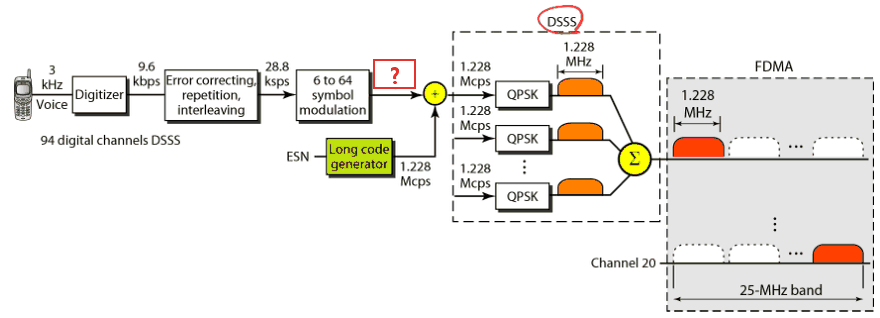 DSSS
FDMA
3
kHz
Voice
Digitizer
9.6
kbps
Error correcting,
repetition,
interleaving
28.8
ksps
6 to 64
symbol
modulation
?
+
1.228
Mcps
QPSK
1.228
MHz
1.228
Mcps
QPSK
...
1.228
Mcps
QPSK
Σ
94 digital channels DSSS
ESN
Long code
generator
1.228
Mcps
1.228
MHz
...
...
Channel 20
...
25-MHz band